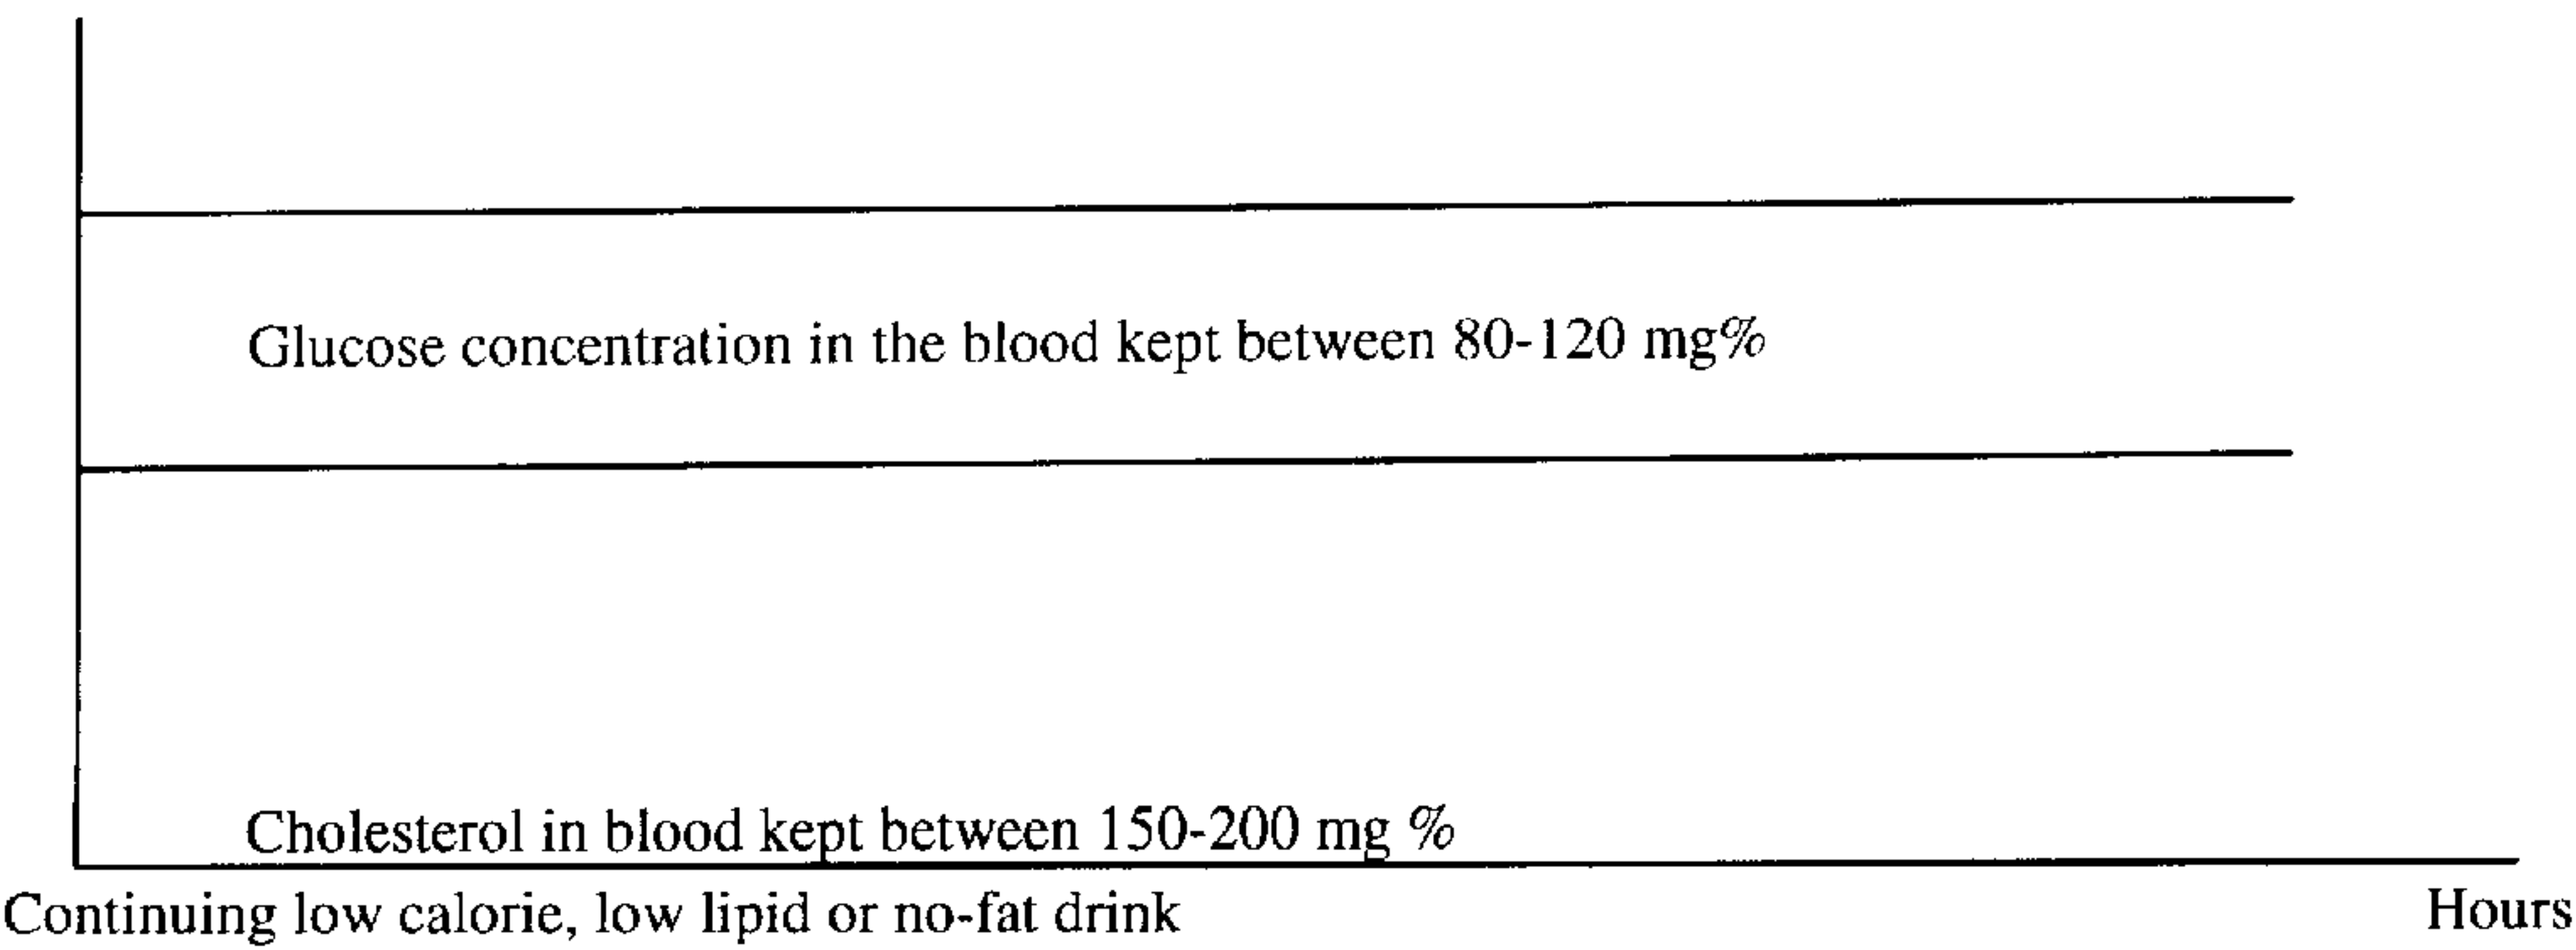 Glucose concentration in the blood kept between 80-120 mg%
Cholesterol in blood kept between 150-200 mg %
Continuing low calorie, low lipid or no-fat drink
Hours